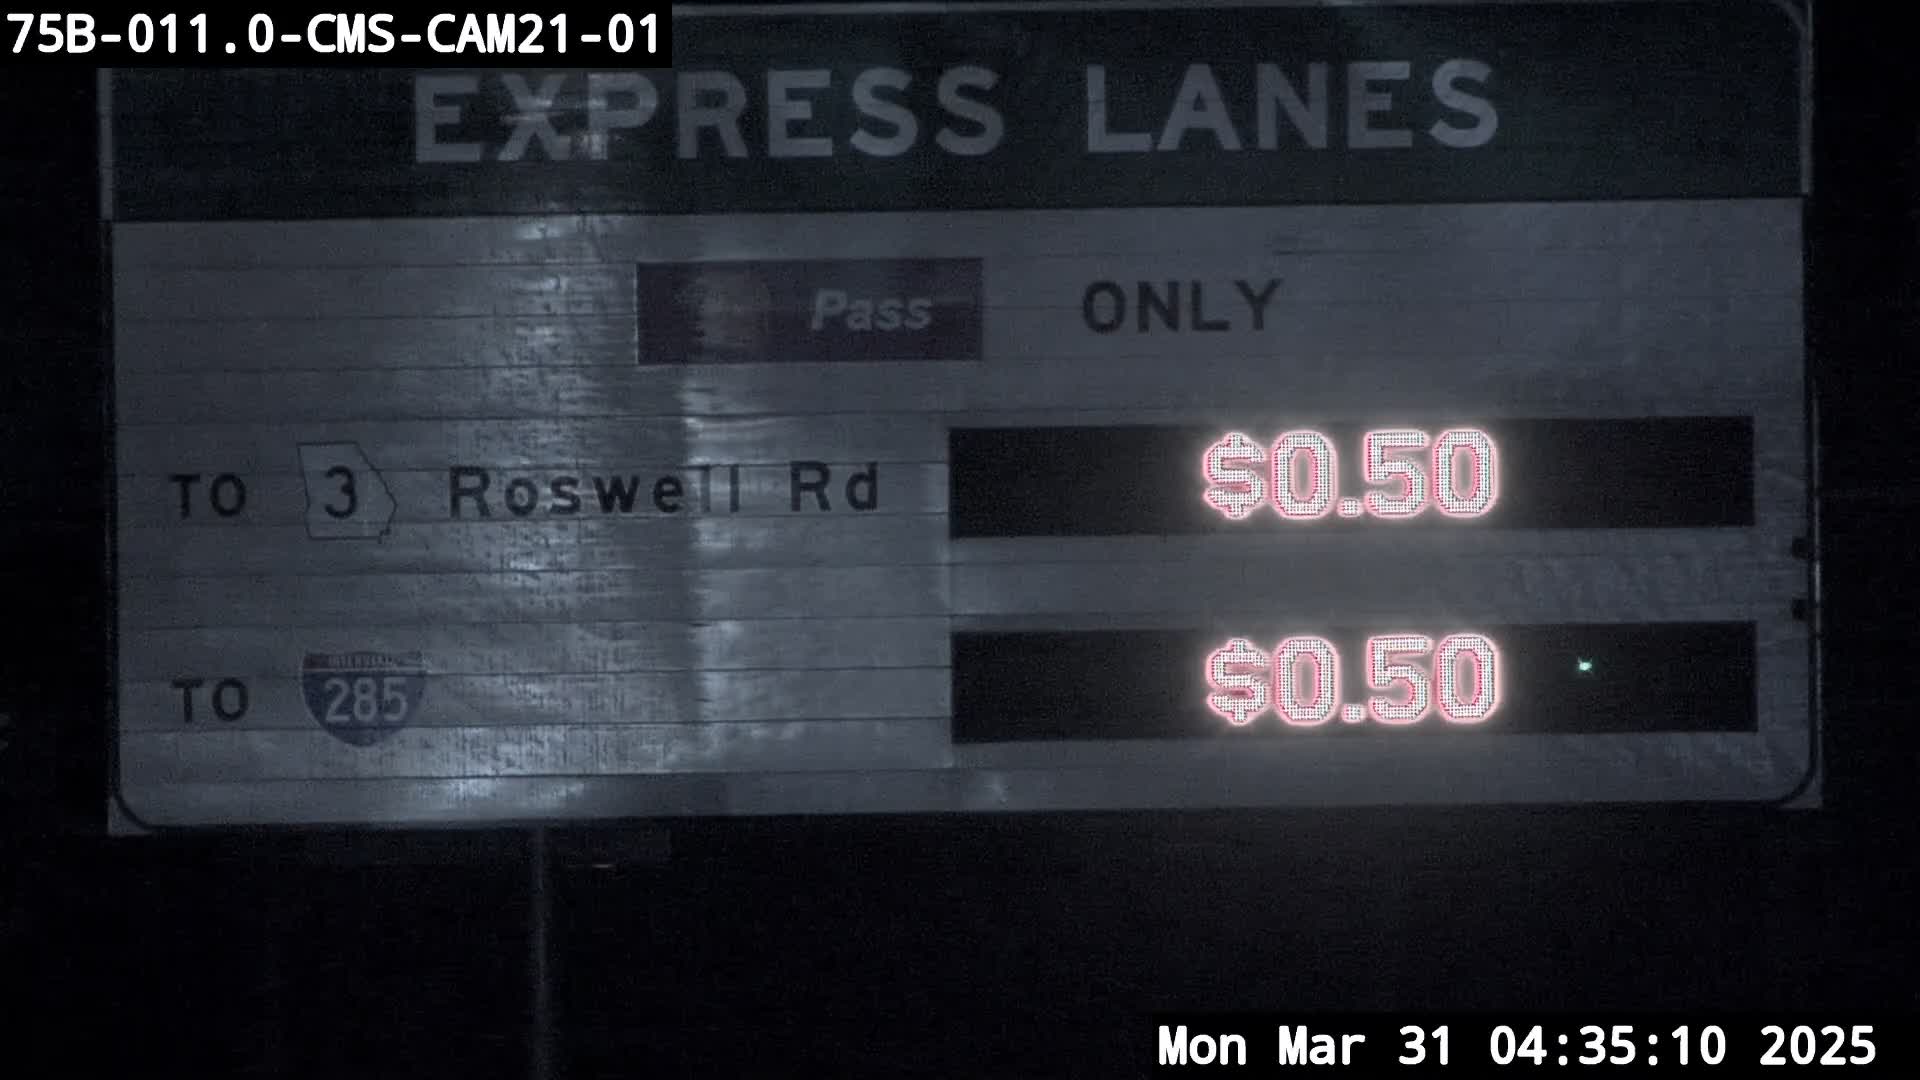 75B-011.0-CMS-CAM21-01
EXPRESS LANES
Pass ONLY
TO 3 Roswell Rd $0.50
TO INTERSTATE 285 $0.50
Mon Mar 31 04:35:10 2025